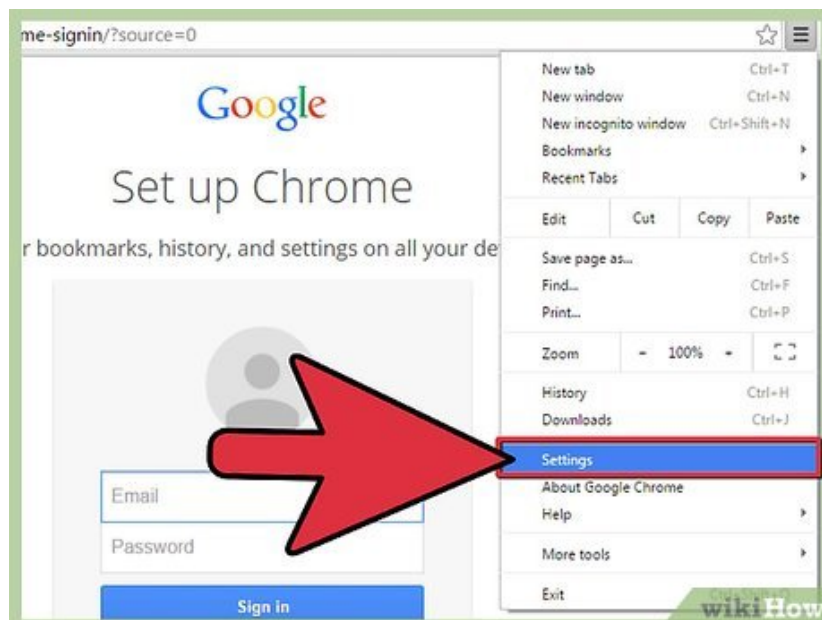 me-signin/?source=0
Google
Set up Chrome
r bookmarks, history, and settings on all your de
Email
Password
Sign in
New tab Ctrl+T
New window Ctrl+N
New incognito window Ctrl+Shift+N
Bookmarks
Recent Tabs
Edit Cut Copy Paste
Save page as... Ctrl+S
Find... Ctrl+F
Print... Ctrl+P
Zoom - 100% +
History Ctrl+H
Downloads Ctrl+J
Settings
About Google Chrome
Help
More tools
Exit
wikiHow